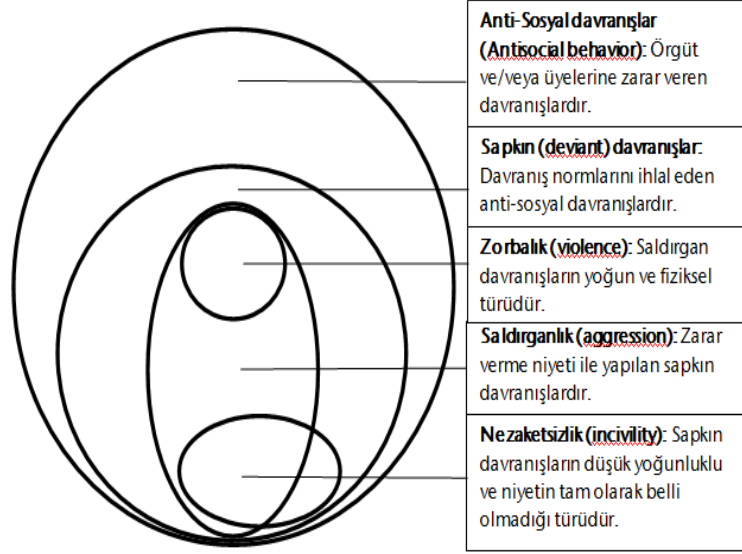 Anti-Sosyal davranışlar
(Antisocial behavior): Örgüt
ve/veya üyelerine zarar veren
davranışlardır.
Sapkın (deviant) davranışlar:
Davranış normlarını ihlal eden
anti-sosyal davranışlardır.
Zorbalık (violence): Saldırgan
davranışların yoğun ve fiziksel
türüdür.
Saldırganlık (aggression): Zarar
verme niyeti ile yapılan sapkın
davranışlardır.
Nezaketsizlik (incivility): Sapkın
davranışların düşük yoğunluklu
ve niyetin tam olarak belli
olmadığı türüdür.